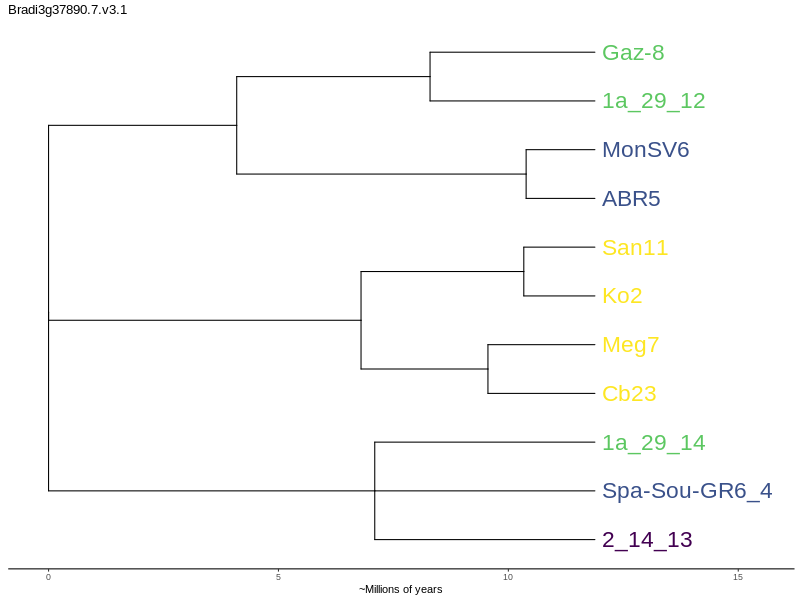 Bradi3g37890.7.v3.1
Gaz-8
1a_29_12
MonSV6
ABR5
San11
Ko2
Meg7
Cb23
1a_29_14
Spa-Sou-GR6_4
2_14_13
0 5 10 15
~Millions of years